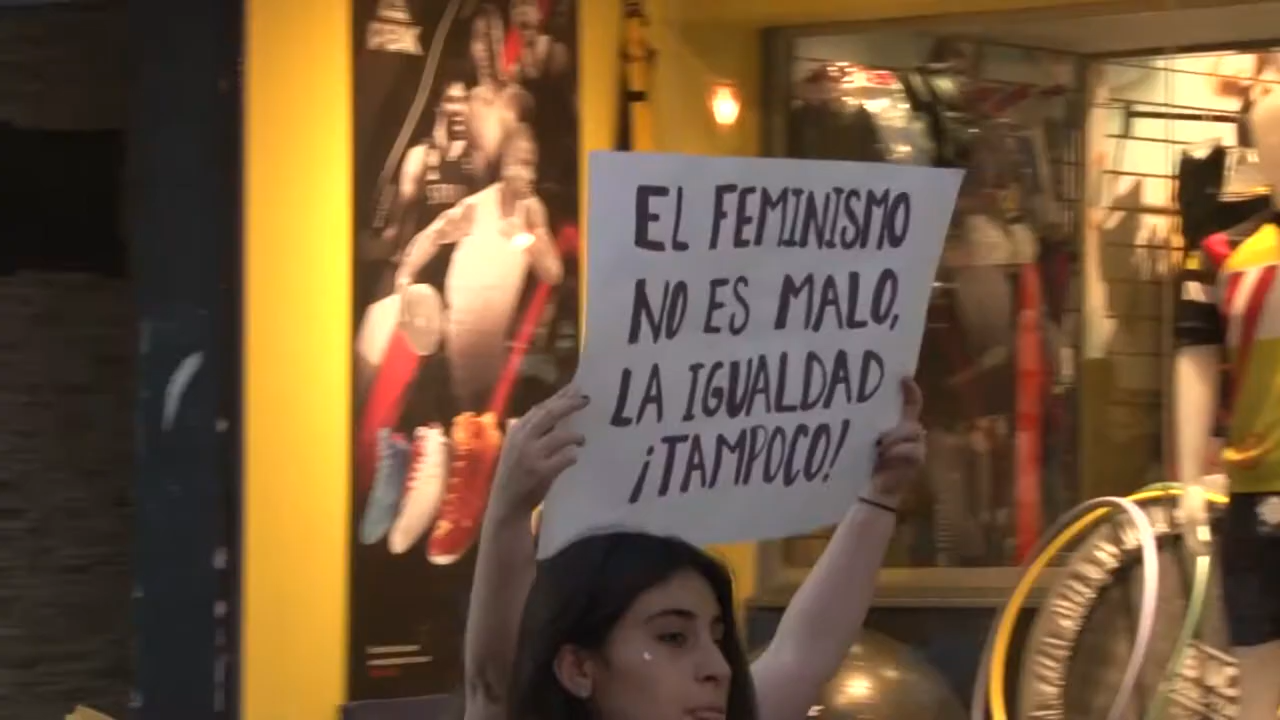 EL FEMINISMO
NO ES MALO,
LA IGUALDAD
¡TAMPOCO!